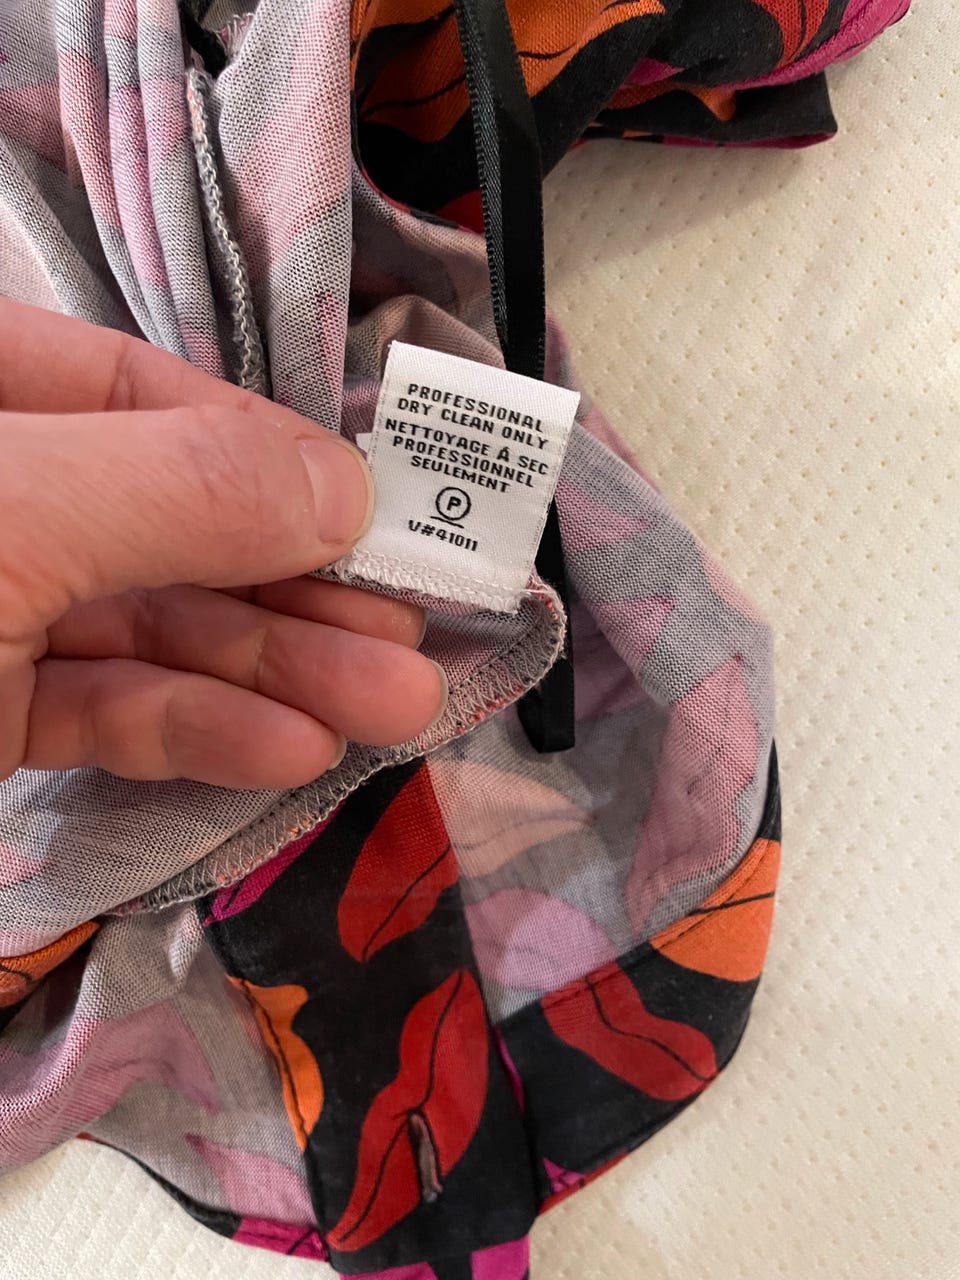 PROFESSIONAL
DRY CLEAN ONLY
NETTOYAGE Á SEC
PROFESSIONNEL
SEULEMENT
P
V#41011